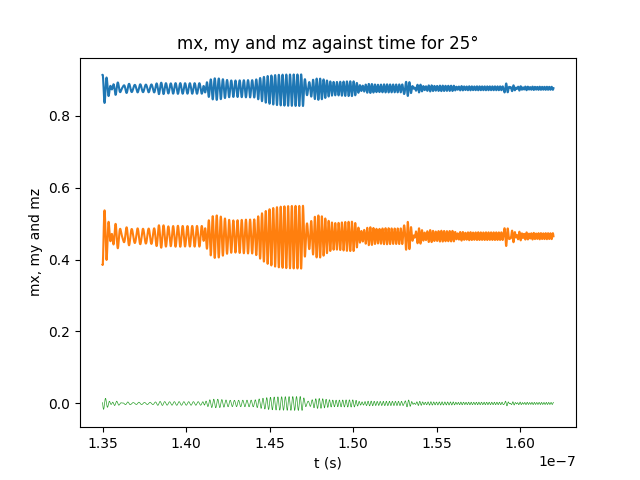 mx, my and mz against time for 25°
mx, my and mz
0.8
0.6
0.4
0.2
0.0
1.35 1.40 1.45 1.50 1.55 1.60
1e−7
t (s)